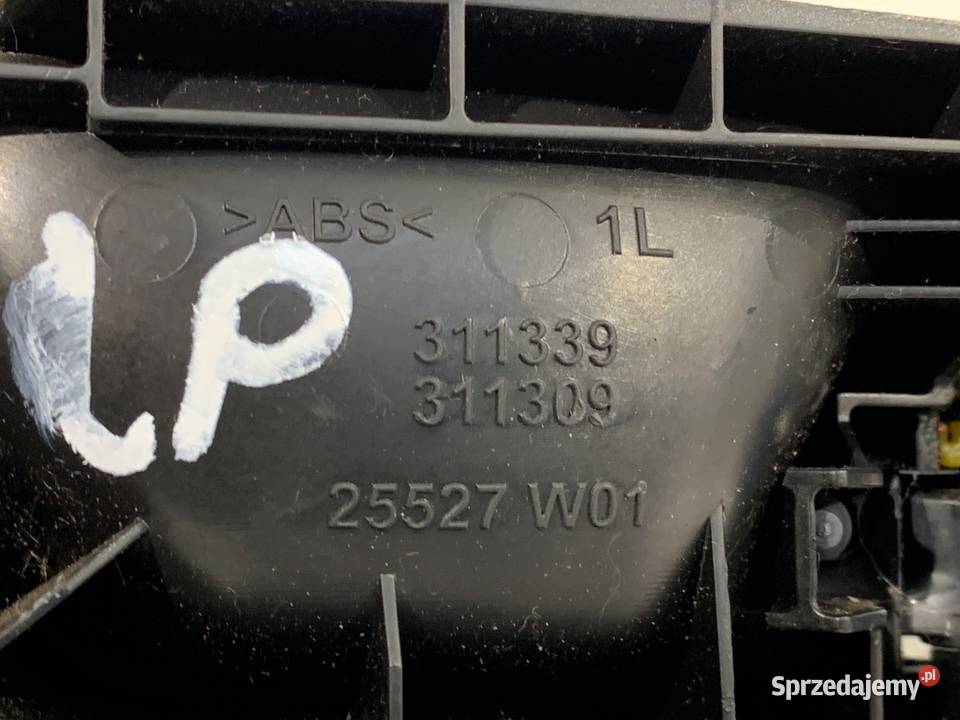 >ABS< 1L
LP
311339
311309
25527 W01
Sprzedajemy.pl